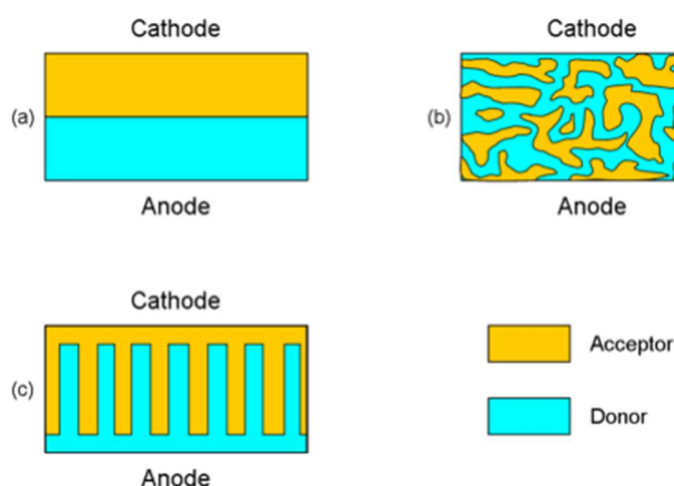 Cathode
(a)
Anode
Cathode
(b)
Anode
Cathode
(c)
Anode
Acceptor
Donor